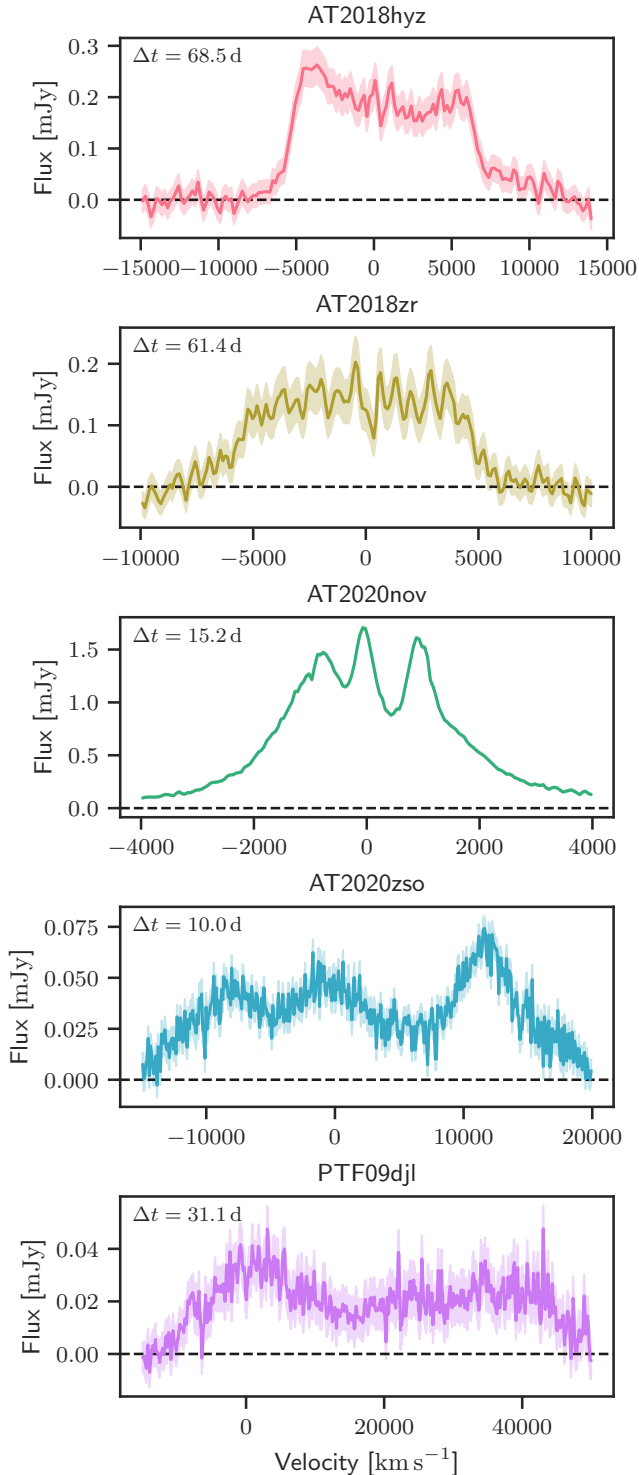 AT2018hyz
Δt = 68.5 d
Flux [mJy]
0.3
0.2
0.1
0.0
−15000 −10000 −5000 0 5000 10000 15000
AT2018zr
Δt = 61.4 d
Flux [mJy]
0.2
0.1
0.0
−10000 −5000 0 5000 10000
AT2020nov
Δt = 15.2 d
Flux [mJy]
1.5
1.0
0.5
0.0
−4000 −2000 0 2000 4000
AT2020zso
Δt = 10.0 d
Flux [mJy]
0.075
0.050
0.025
0.000
−10000 0 10000 20000
PTF09djl
Δt = 31.1 d
Flux [mJy]
0.04
0.02
0.00
0 20000 40000
Velocity [km s⁻¹]